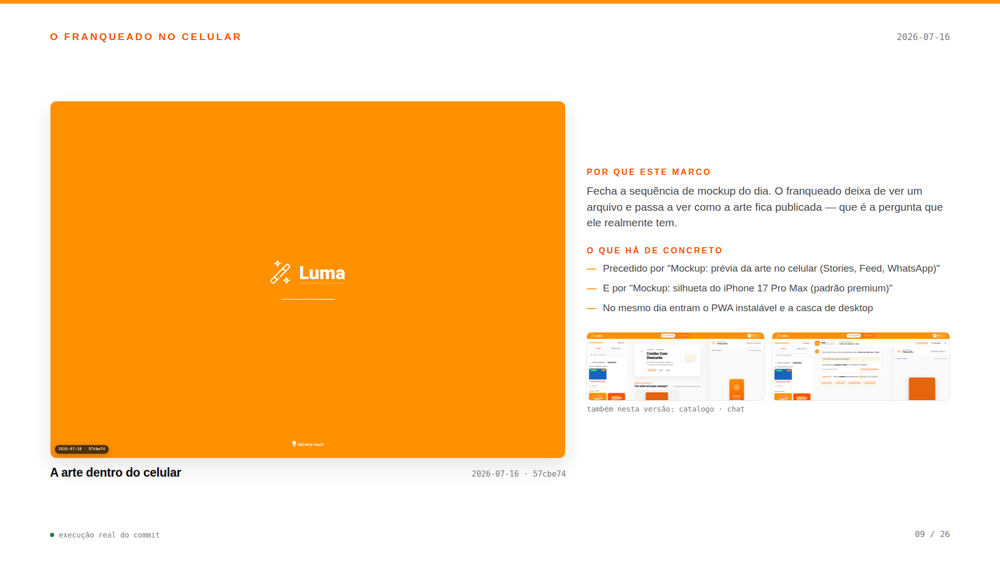 O FRANQUEADO NO CELULAR
2026-07-16
Luma
delivery much
2026-07-16 · 57cbe74
A arte dentro do celular
2026-07-16 · 57cbe74
POR QUE ESTE MARCO
Fecha a sequência de mockup do dia. O franqueado deixa de ver um
arquivo e passa a ver como a arte fica publicada — que é a pergunta que
ele realmente tem.
O QUE HÁ DE CONCRETO
— Precedido por "Mockup: prévia da arte no celular (Stories, Feed, WhatsApp)"
— E por "Mockup: silhueta do iPhone 17 Pro Max (padrão premium)"
— No mesmo dia entram o PWA instalável e a casca de desktop
Luma
Combo Com
Desconto
Por onde você quer começar?
Luma
também nesta versão: catalogo · chat
execução real do commit
09 / 26